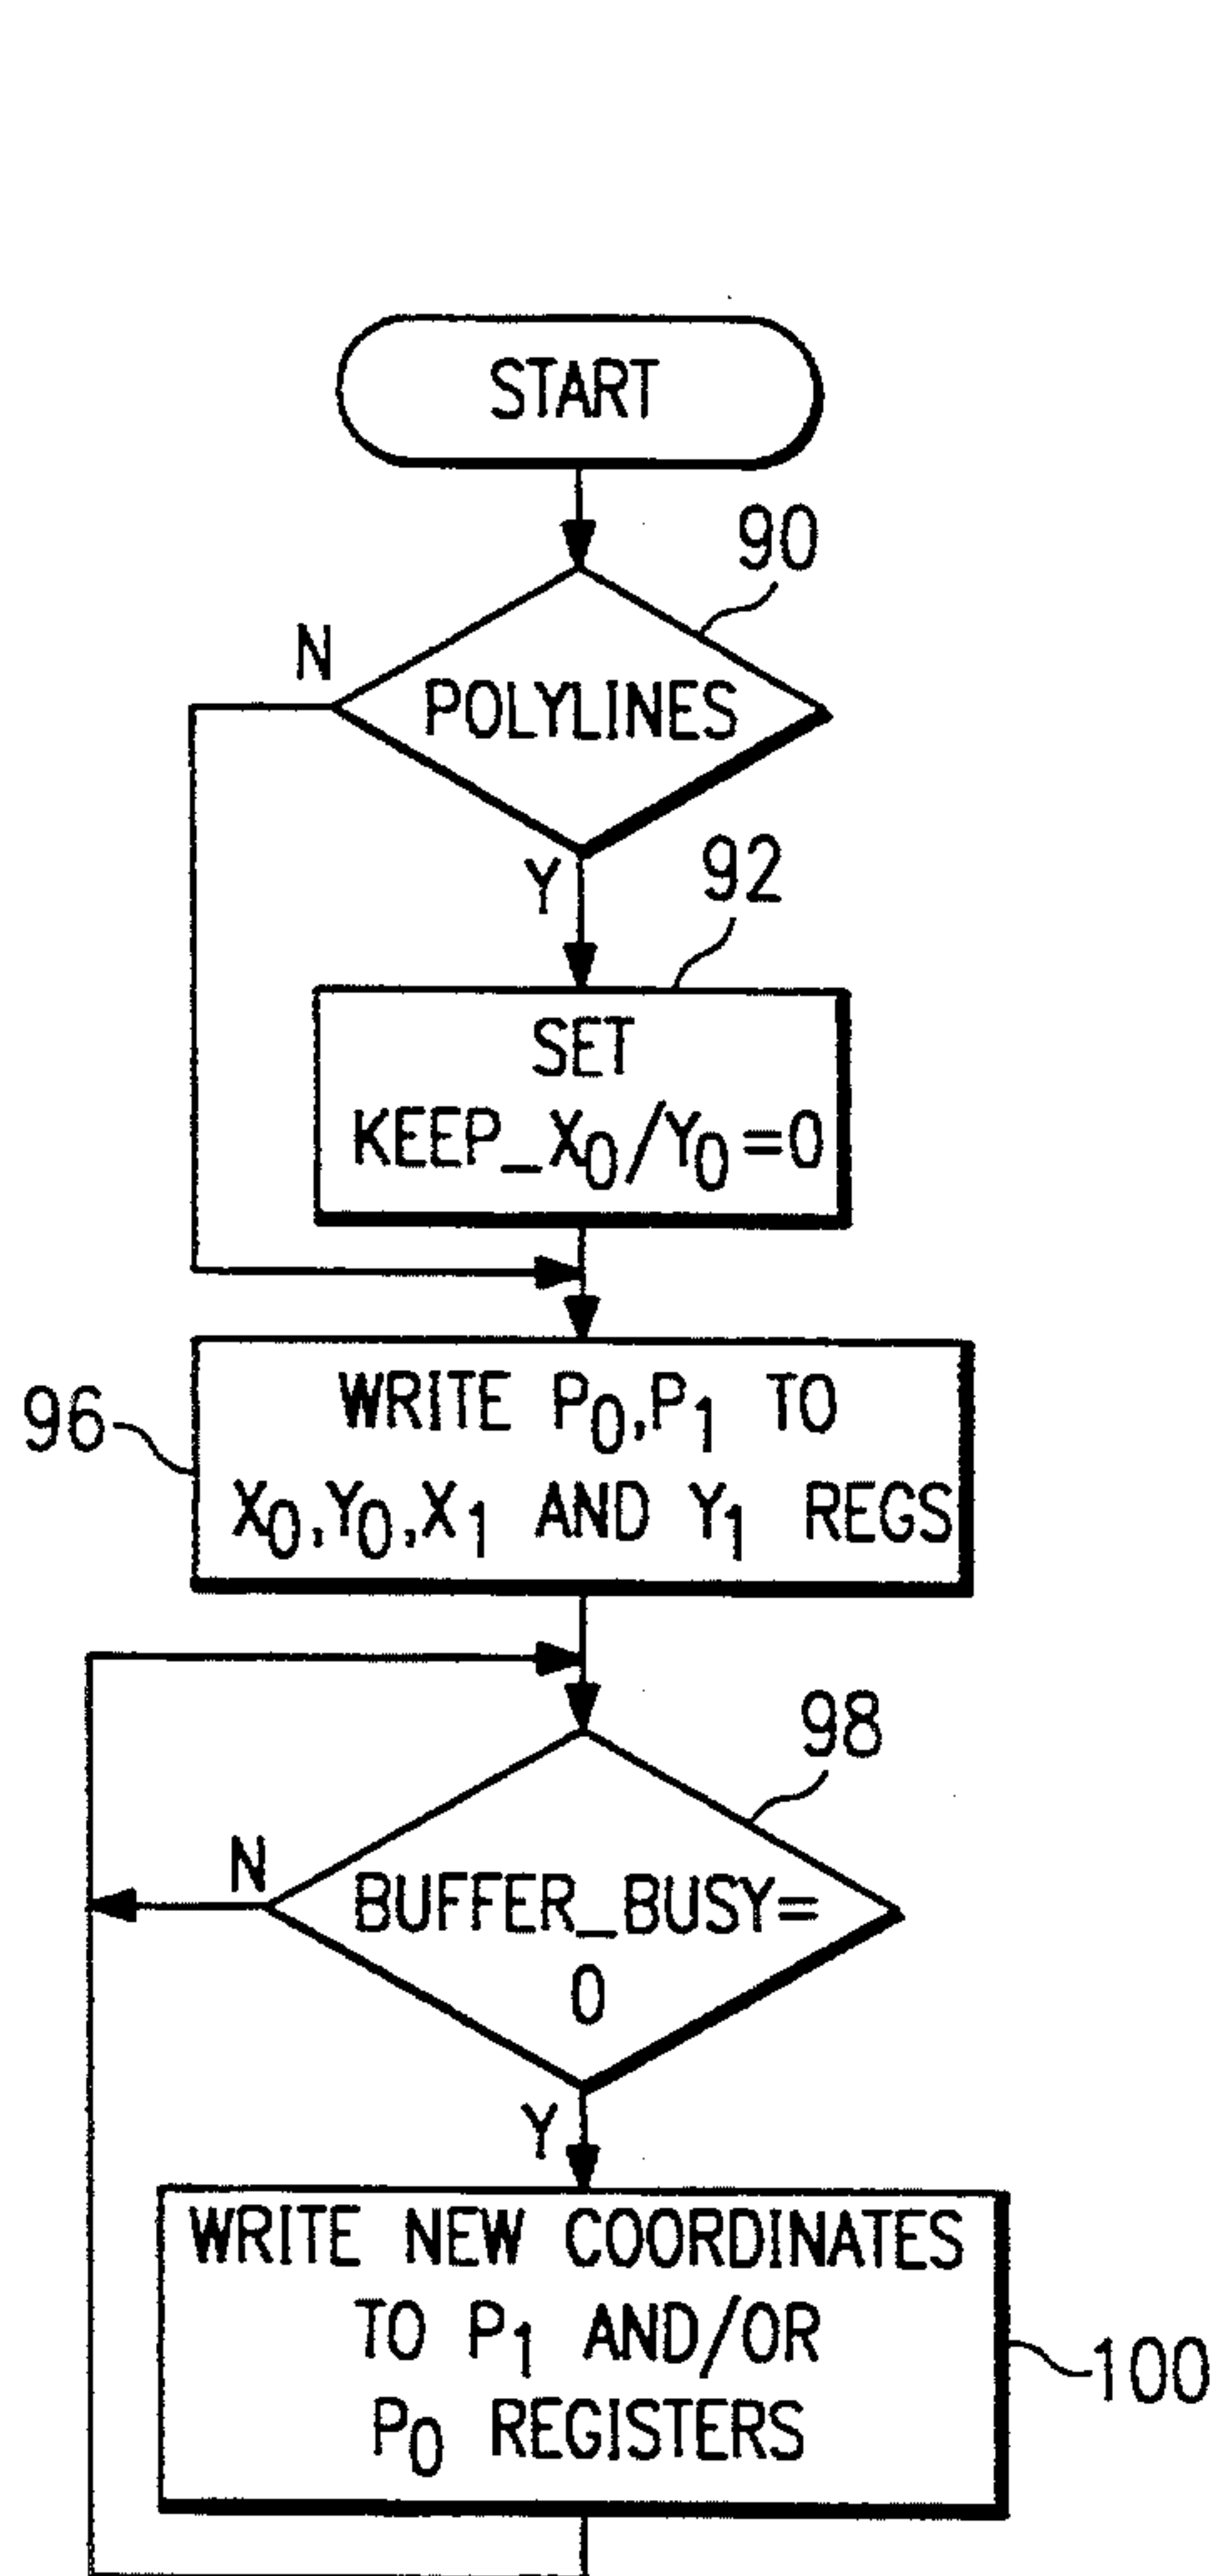 START
90
N
POLYLINES
Y
92
SET
KEEP_X0/Y0=0
WRITE P0,P1 TO
96
X0,Y0,X1 AND Y1 REGS
98
N
BUFFER_BUSY=
0
Y
WRITE NEW COORDINATES
TO P1 AND/OR
100
P0 REGISTERS